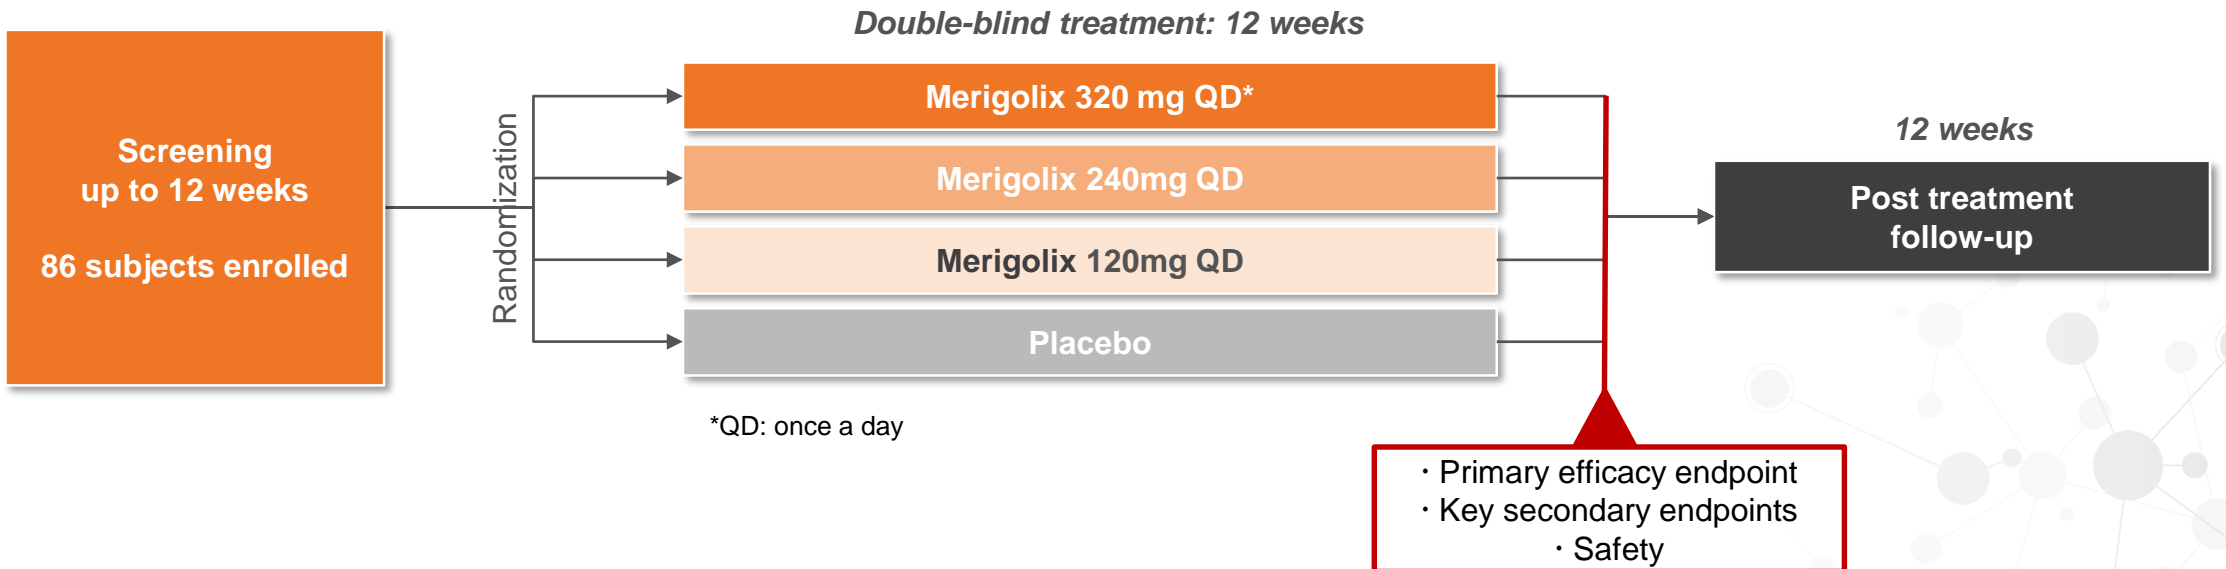 Double-blind treatment: 12 weeks
Screening
up to 12 weeks
86 subjects enrolled
Randomization
Merigolix 320 mg QD*
Merigolix 240mg QD
Merigolix 120mg QD
Placebo
*QD: once a day
· Primary efficacy endpoint
· Key secondary endpoints
· Safety
12 weeks
Post treatment
follow-up